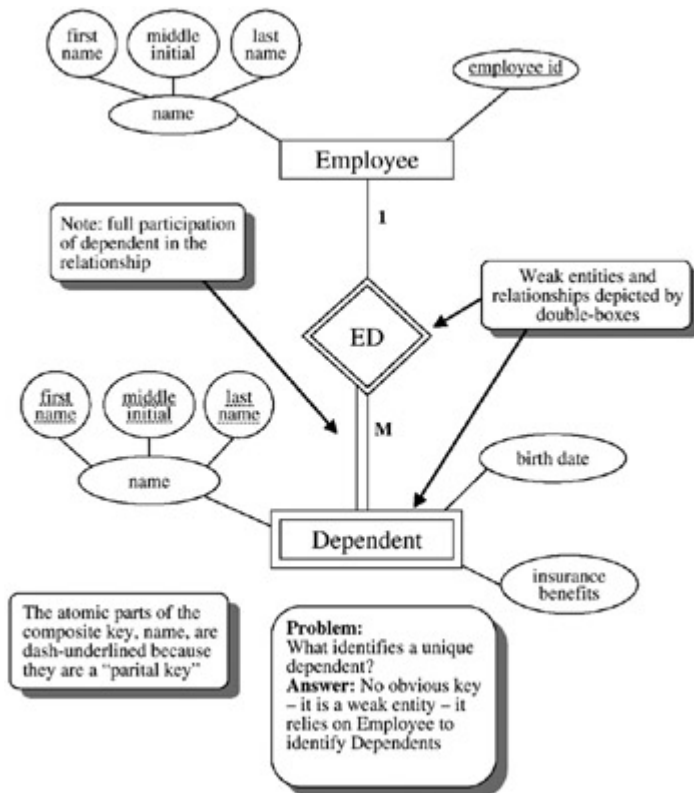 first
name
middle
initial
last
name
name
employee id
Employee
1
Note: full participation
of dependent in the
relationship
Weak entities and
relationships depicted by
double-boxes
ED
M
first
name
middle
initial
last
name
name
birth date
Dependent
insurance
benefits
The atomic parts of the
composite key, name, are
dash-underlined because
they are a “parital key”
Problem:
What identifies a unique
dependent?
Answer: No obvious key
– it is a weak entity – it
relies on Employee to
identify Dependents